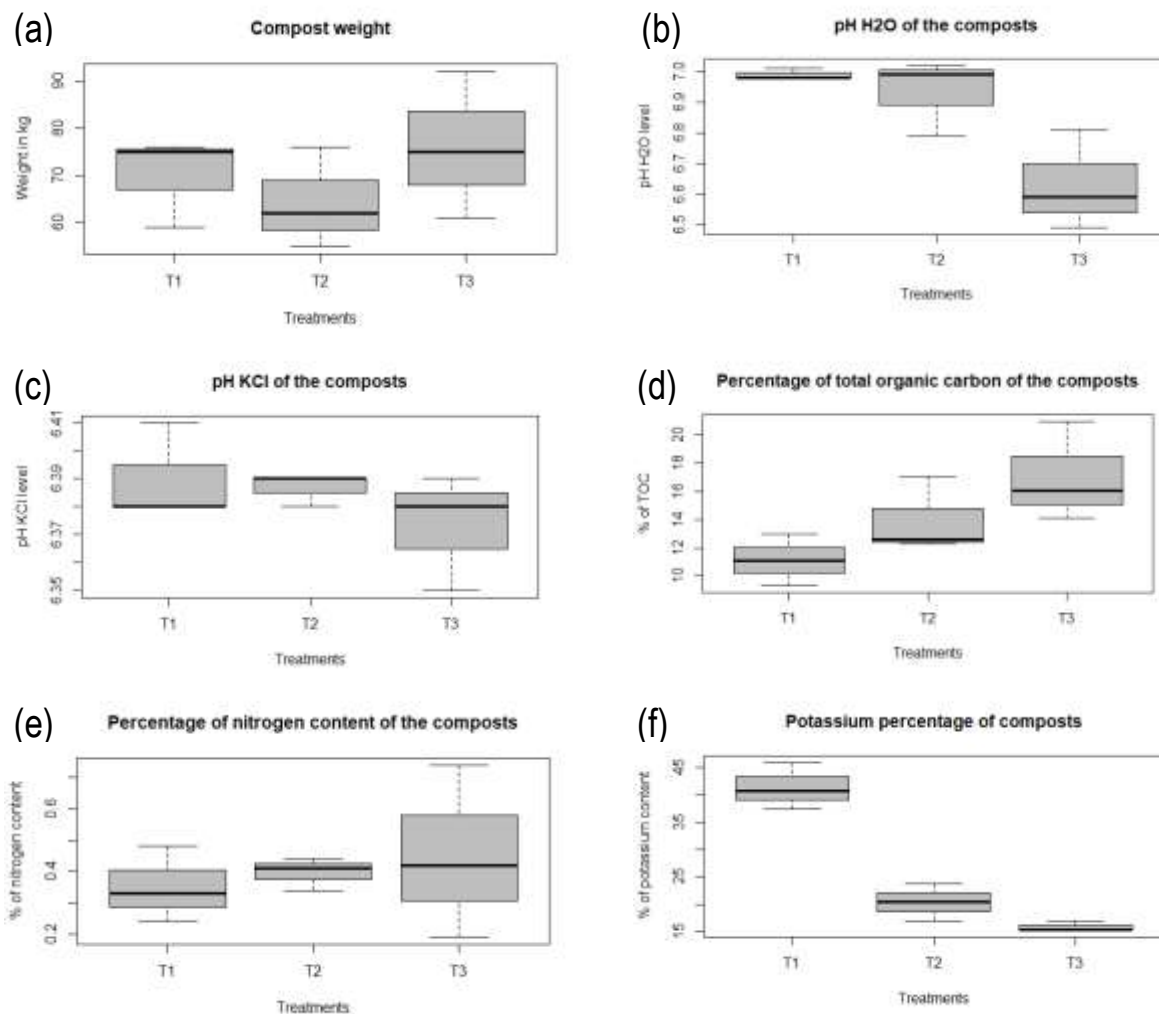 (a)
Compost weight
Weight in kg
90
80
70
60
T1
T2
T3
Treatments
(b)
pH H2O of the composts
pH H2O level
7.0
6.9
6.8
6.7
6.6
6.5
T1
T2
T3
Treatments
(c)
pH KCl of the composts
pH KCl level
6.41
6.39
6.37
6.35
T1
T2
T3
Treatments
(d)
Percentage of total organic carbon of the composts
% of TOC
20
18
16
14
12
10
T1
T2
T3
Treatments
(e)
Percentage of nitrogen content of the composts
% of nitrogen content
0.6
0.4
0.2
T1
T2
T3
Treatments
(f)
Potassium percentage of composts
% of potassium content
45
35
25
15
T1
T2
T3
Treatments